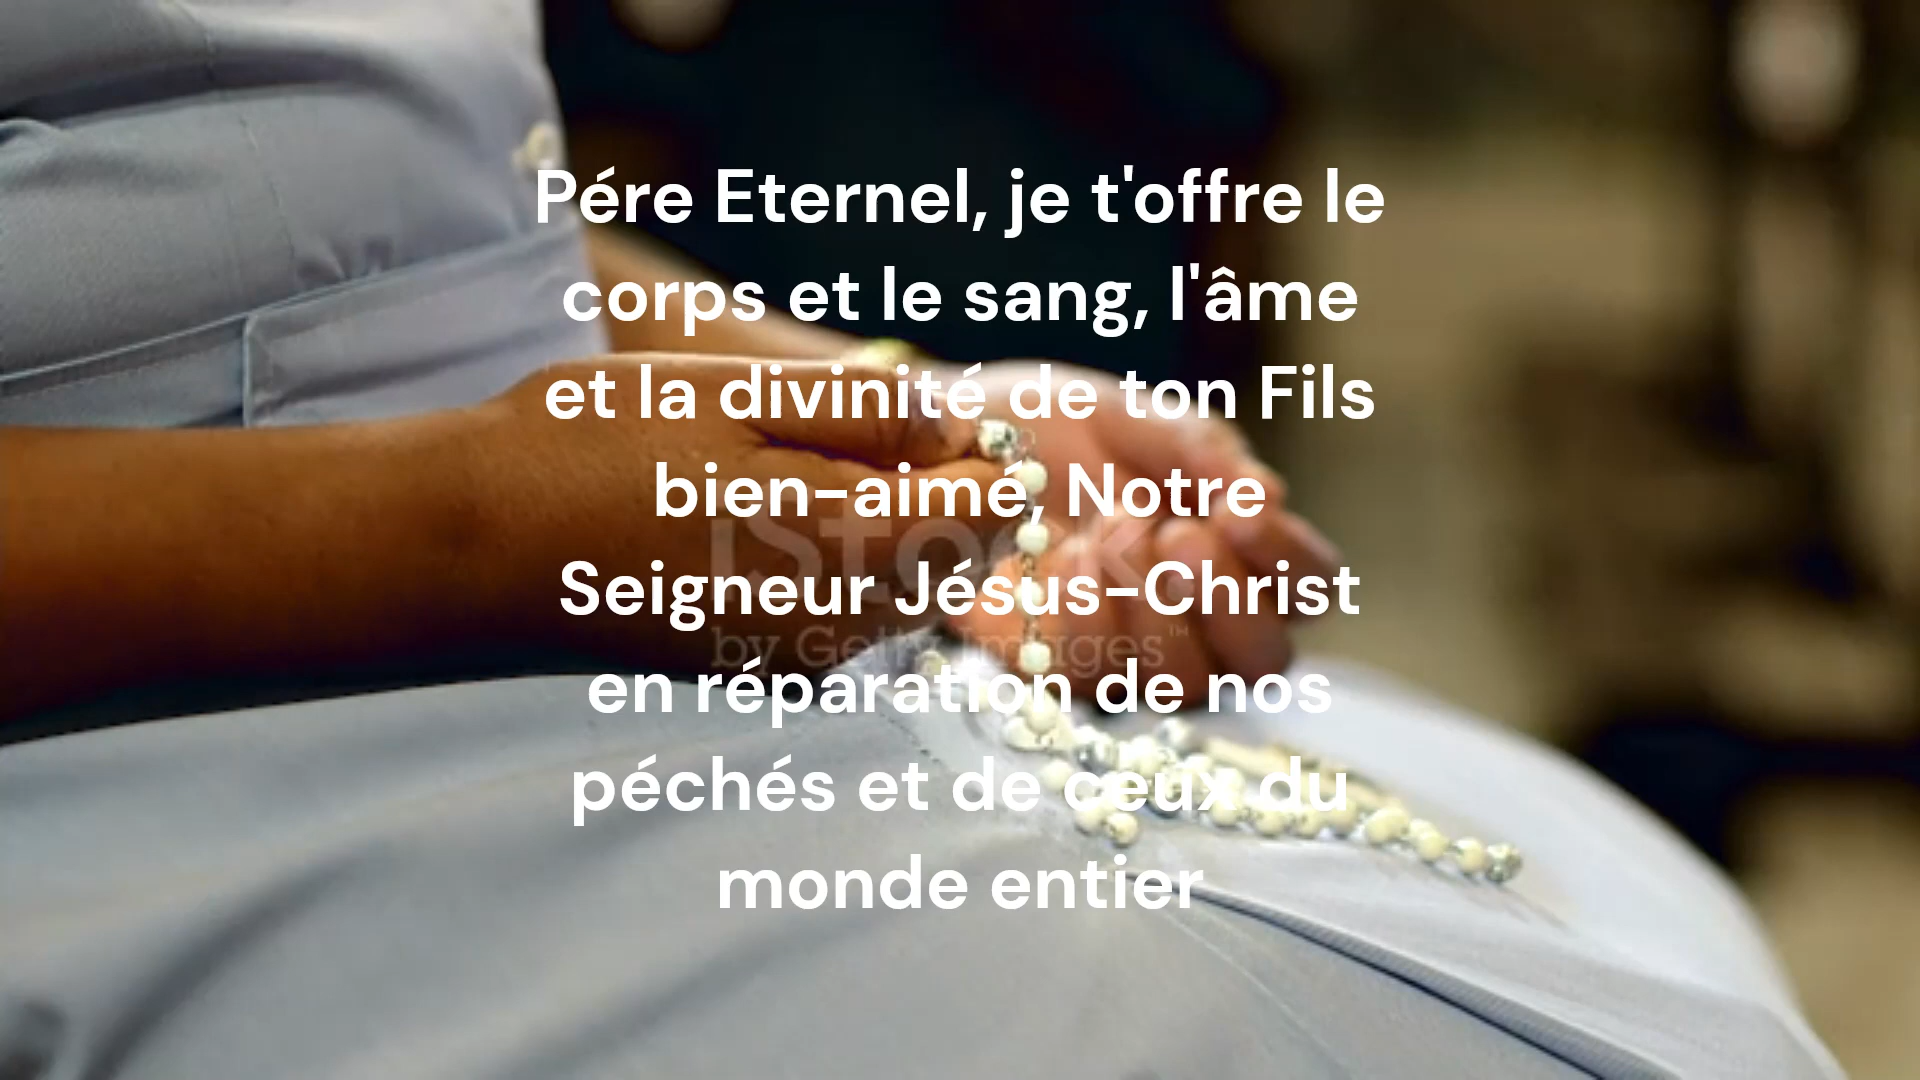 Pére Eternel, je t'offre le
corps et le sang, l'âme
et la divinité de ton Fils
bien-aimé, Notre
Seigneur Jésus-Christ
en réparation de nos
péchés et de ceux du
monde entier
iStock
by Getty Images™